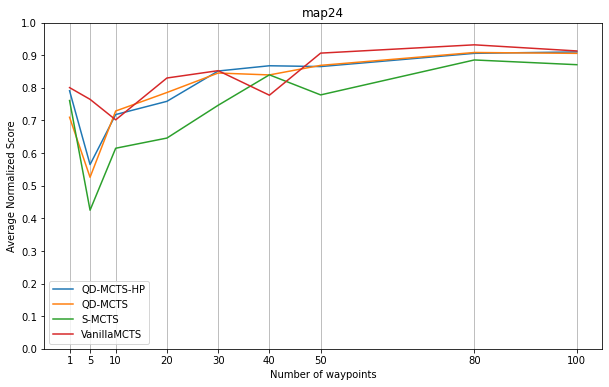 map24
Average Normalized Score
1.0
0.9
0.8
0.7
0.6
0.5
0.4
0.3
0.2
0.1
0.0
QD-MCTS-HP
QD-MCTS
S-MCTS
VanillaMCTS
1 5 10 20 30 40 50 80 100
Number of waypoints